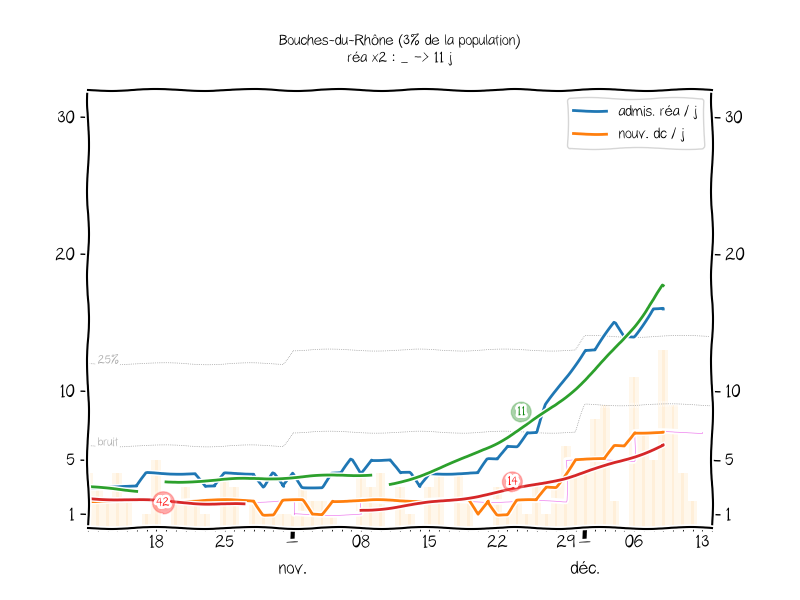 Bouches-du-Rhône (3% de la population)
réa x2 : _ -> 11 j
admis. réa / j
nouv. dc / j
30
30
20
20
25%
11
10
10
bruit
5
5
14
42
1
1
18 25 _ 08 15 22 29 _ 06 13
nov. déc.